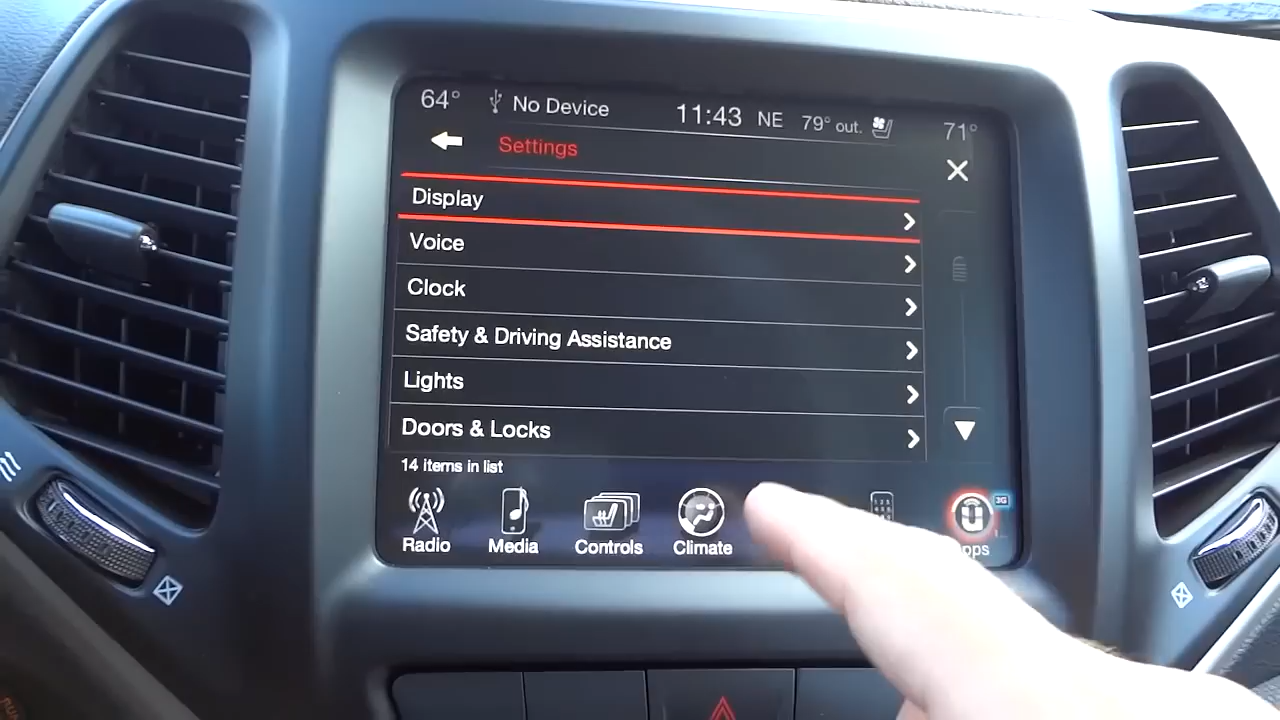 64° No Device 11:43 NE 79° out. 71°
Settings
Display
Voice
Clock
Safety & Driving Assistance
Lights
Doors & Locks
14 items in list
3G
Radio Media Controls Climate